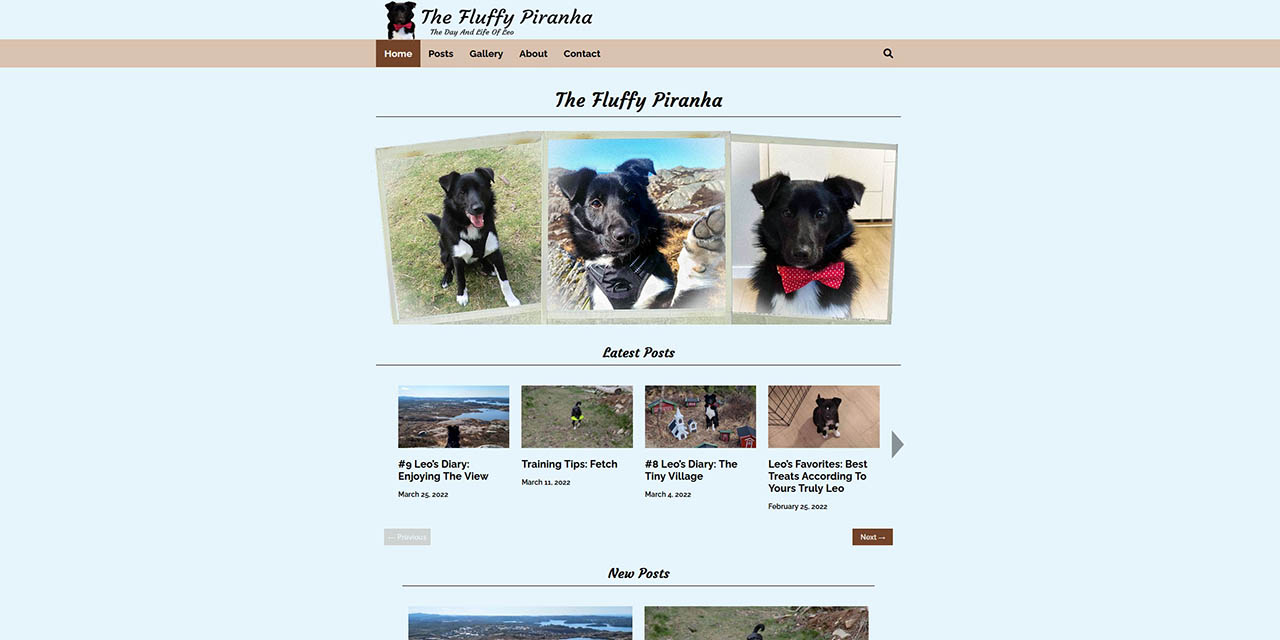 The Fluffy Piranha
The Day And Life Of Leo
Home Posts Gallery About Contact
The Fluffy Piranha
Latest Posts
#9 Leo's Diary:
Enjoying The View
March 25, 2022
Training Tips: Fetch
March 11, 2022
#8 Leo's Diary: The
Tiny Village
March 4, 2022
Leo's Favorites: Best
Treats According To
Yours Truly Leo
February 25, 2022
← Previous
Next →
New Posts